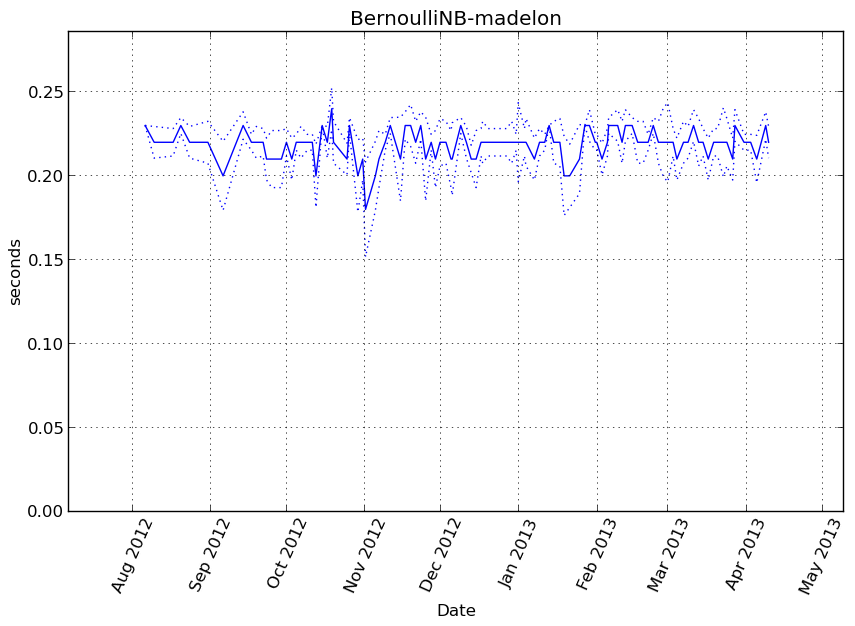 BernoulliNB-madelon
0.25
0.20
0.15
0.10
0.05
0.00
seconds
Aug 2012
Sep 2012
Oct 2012
Nov 2012
Dec 2012
Jan 2013
Feb 2013
Mar 2013
Apr 2013
May 2013
Date